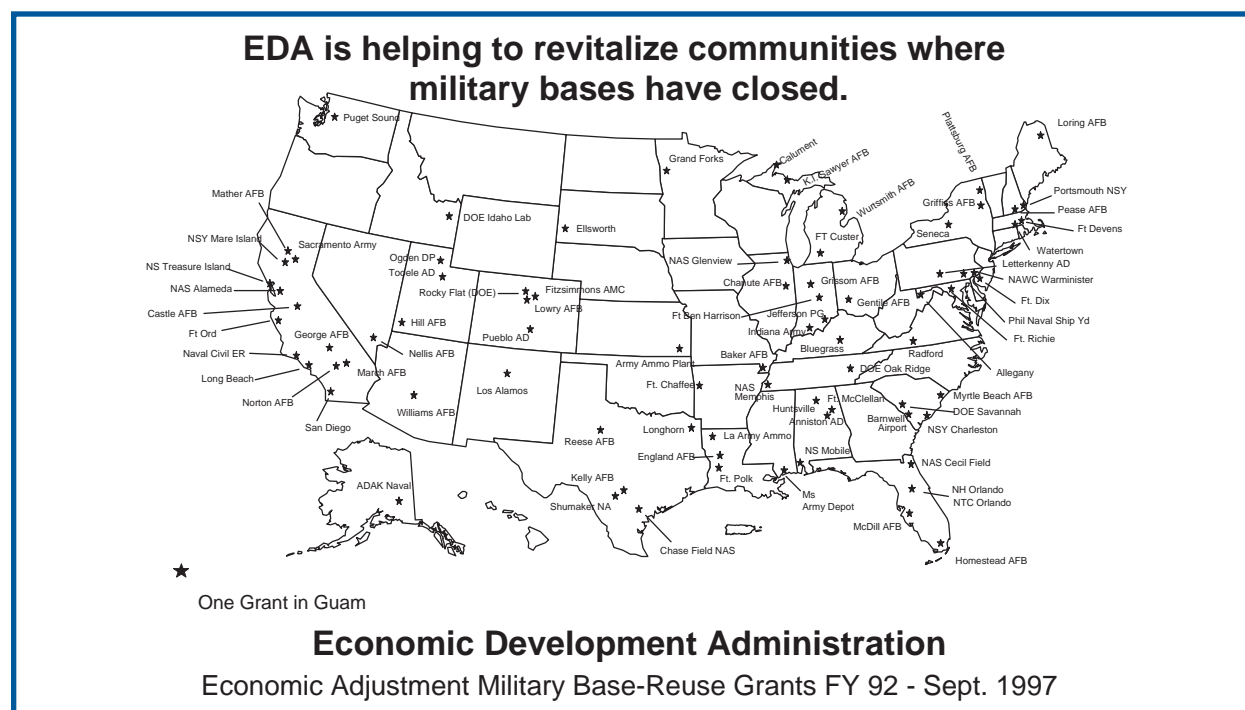 EDA is helping to revitalize communities where
military bases have closed.
Puget Sound
Grand Forks
Calument
K.I. Sawyer AFB
Wurtsmith AFB
Plattsburg AFB
Loring AFB
Mather AFB
DOE Idaho Lab
Ellsworth
FT Custer
Griffiss AFB
Seneca
Portsmouth NSY
Pease AFB
Ft Devens
Watertown
NSY Mare Island
Sacramento Army
NS Treasure Island
NAS Alameda
Castle AFB
Ft Ord
George AFB
Naval Civil ER
Long Beach
Norton AFB
March AFB
San Diego
Ogden DP
Tooele AD
Rocky Flat (DOE)
Fitzsimmons AMC
Lowry AFB
Hill AFB
Pueblo AD
Nellis AFB
Williams AFB
Los Alamos
NAS Glenview
Chanute AFB
Grissom AFB
Gentile AFB
Ft Ben Harrison
Jefferson PG
Indiana Army
Bluegrass
Letterkenny AD
NAWC Warminister
Ft. Dix
Phil Naval Ship Yd
Ft. Richie
Allegany
Radford
Army Ammo Plant
Baker AFB
DOE Oak Ridge
Ft. Chaffee
NAS
Memphis
Huntsville
Ft. McClellan
Anniston AD
Barnwell
Airport
Myrtle Beach AFB
DOE Savannah
NSY Charleston
Reese AFB
Longhorn
La Army Ammo
England AFB
Ft. Polk
NS Mobile
Ms
Army Depot
NAS Cecil Field
NH Orlando
NTC Orlando
McDill AFB
Homestead AFB
Kelly AFB
Shumaker NA
Chase Field NAS
ADAK Naval
One Grant in Guam
Economic Development Administration
Economic Adjustment Military Base-Reuse Grants FY 92 - Sept. 1997